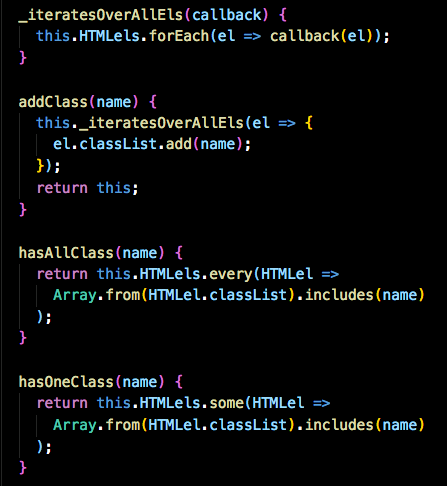 _iteratesOverAllEls(callback) {
  this.HTMLels.forEach(el => callback(el));
}

addClass(name) {
  this._iteratesOverAllEls(el => {
    el.classList.add(name);
  });
  return this;
}

hasAllClass(name) {
  return this.HTMLels.every(HTMLel =>
    Array.from(HTMLel.classList).includes(name)
  );
}

hasOneClass(name) {
  return this.HTMLels.some(HTMLel =>
    Array.from(HTMLel.classList).includes(name)
  );
}